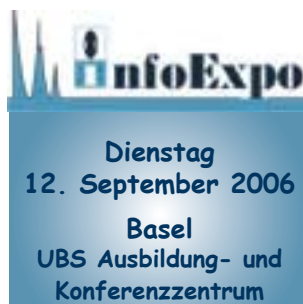 infoExpo
Dienstag
12. September 2006
Basel
UBS Ausbildung- und
Konferenzzentrum